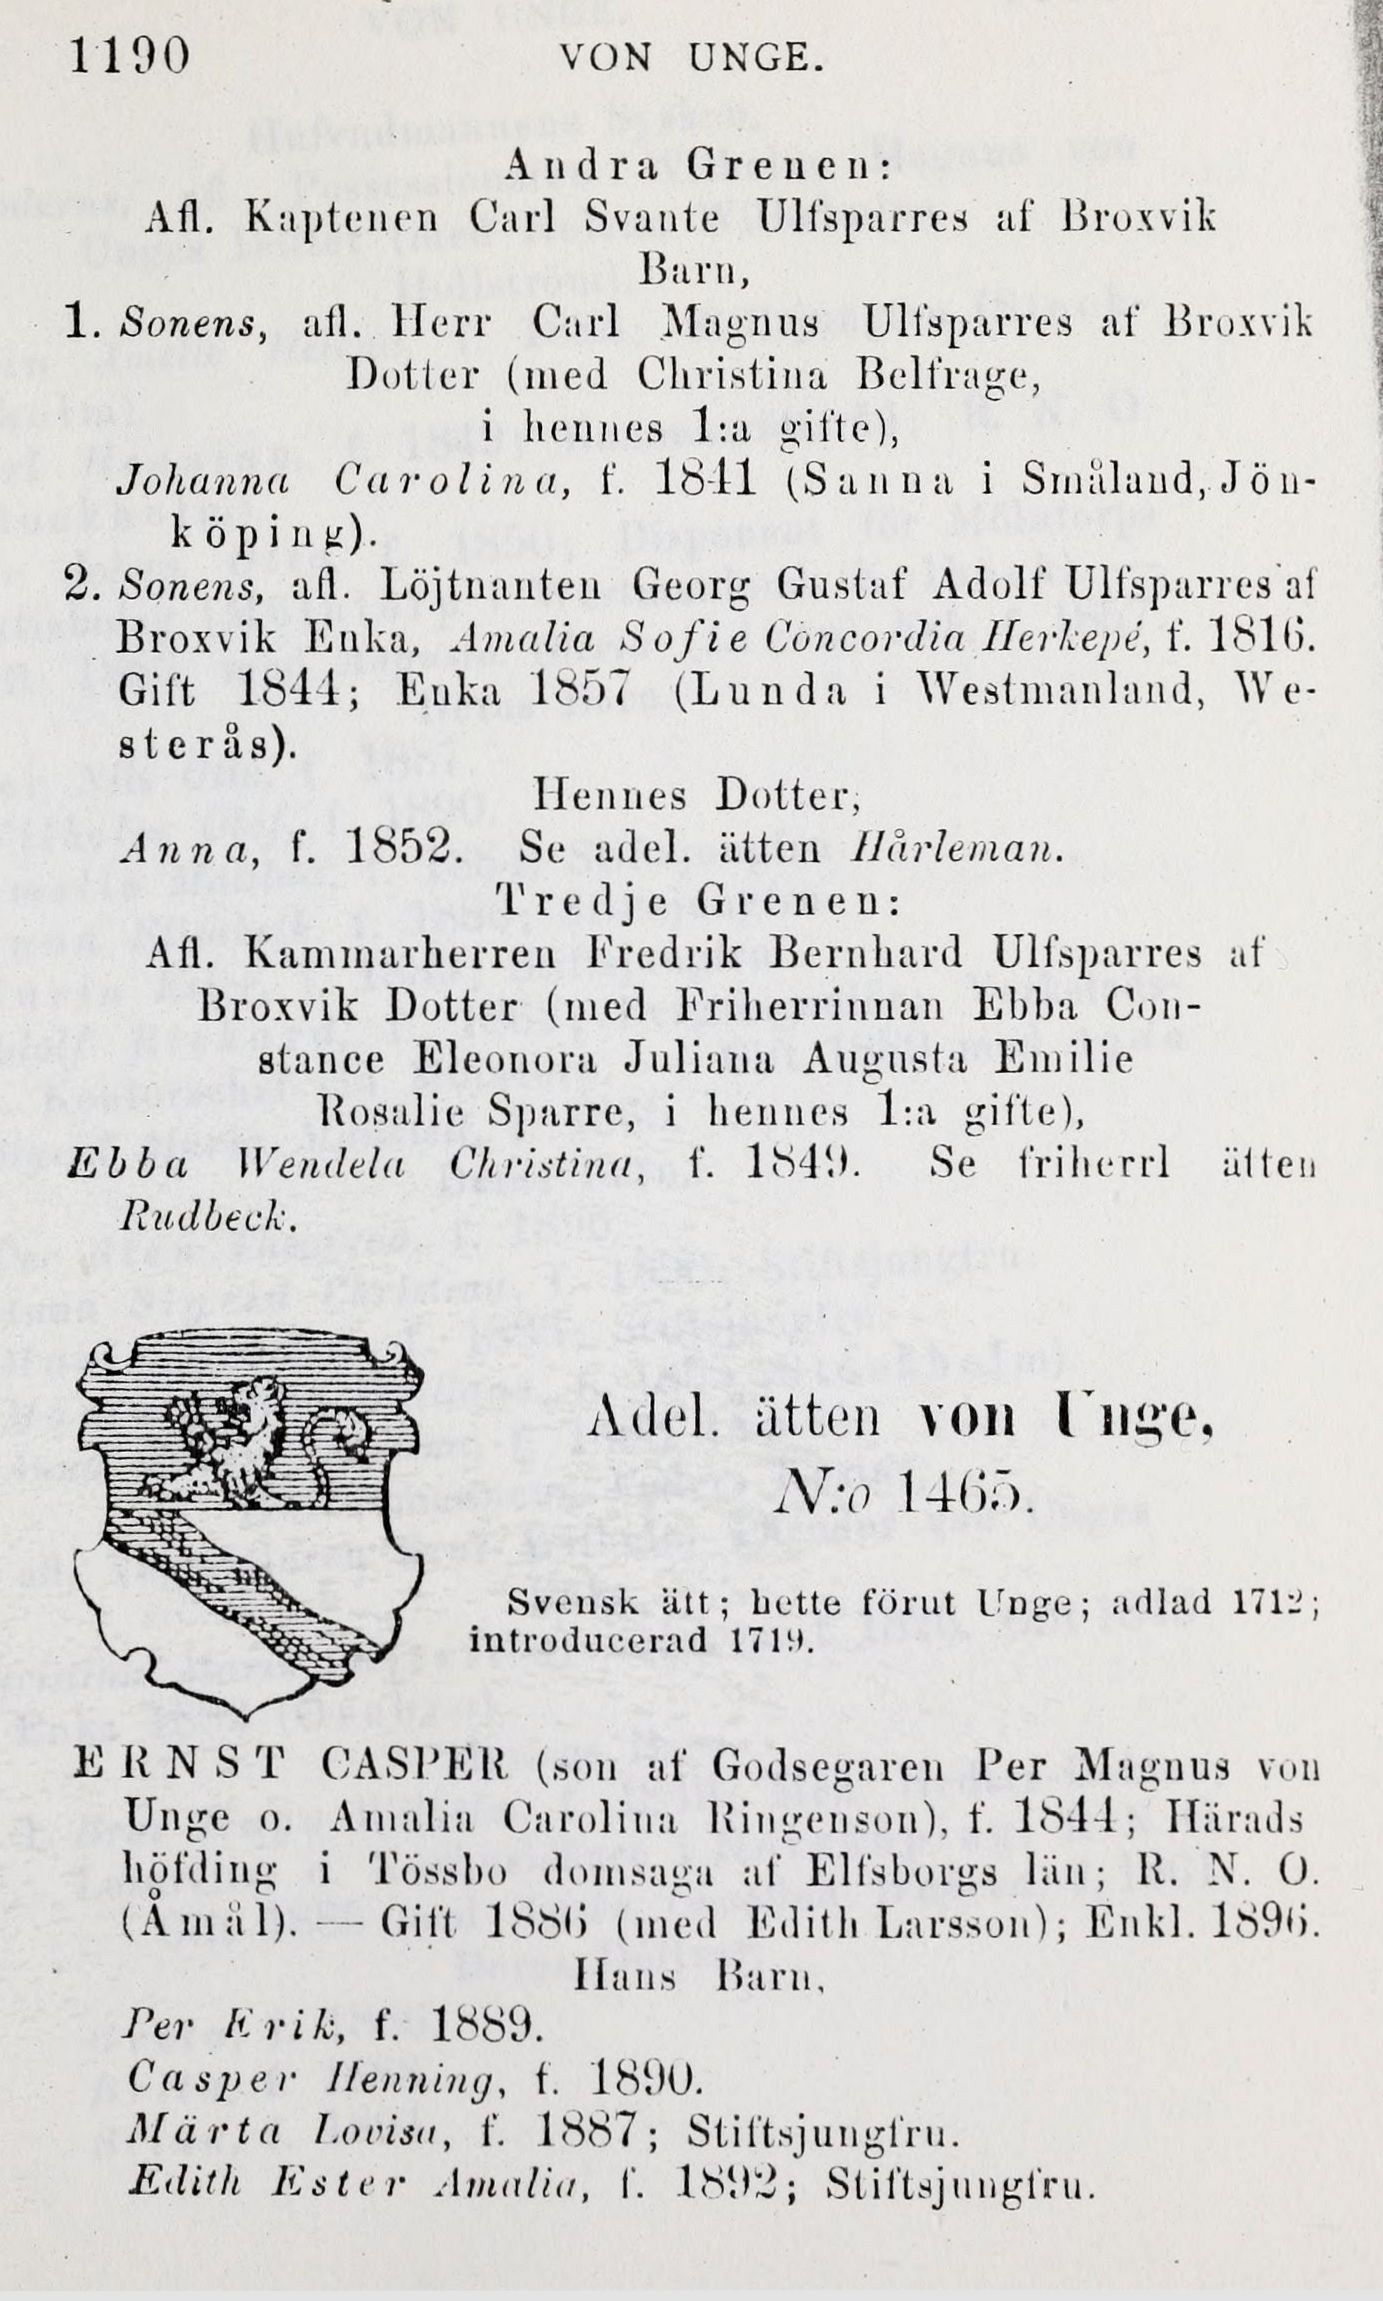 1190
VON UNGE.
Andra Grenen:
Afl. Kaptenen Carl Svante Ulfsparres af Broxvik
Barn,
1. Sonens, afl. Herr Carl Magnus Ulfsparres af Broxvik
Dotter (med Christina Belfrage,
i hennes 1:a gifte),
Johanna Carolina, f. 1841 (Sanna i Småland, Jön-
köping).
2. Sonens, afl. Löjtnanten Georg Gustaf Adolf Ulfsparres af
Broxvik Enka, Amalia Sofie Concordia Herkepé, f. 1816.
Gift 1844; Enka 1857 (Lunda i Westmanland, We-
sterås).
Hennes Dotter,
Anna, f. 1852. Se adel. ätten Hårleman.
Tredje Grenen:
Afl. Kammarherren Fredrik Bernhard Ulfsparres af
Broxvik Dotter (med Friherrinnan Ebba Con-
stance Eleonora Juliana Augusta Emilie
Rosalie Sparre, i hennes 1:a gifte),
Ebba Wendela Christina, f. 1849. Se friherrl ätten
Rudbeck.
Adel. ätten von Unge,
N:o 1465.
Svensk ätt; hette förut Unge; adlad 1712;
introducerad 1719.
ERNST CASPER (son af Godsegaren Per Magnus von
Unge o. Amalia Carolina Ringenson), f. 1844; Härads
höfding i Tössbo domsaga af Elfsborgs län; R. N. O.
(Åmål). — Gift 1886 (med Edith Larsson); Enkl. 1896.
Hans Barn,
Per Erik, f. 1889.
Casper Henning, f. 1890.
Märta Lovisa, f. 1887; Stiftsjungfru.
Edith Ester Amalia, f. 1892; Stiftsjungfru.